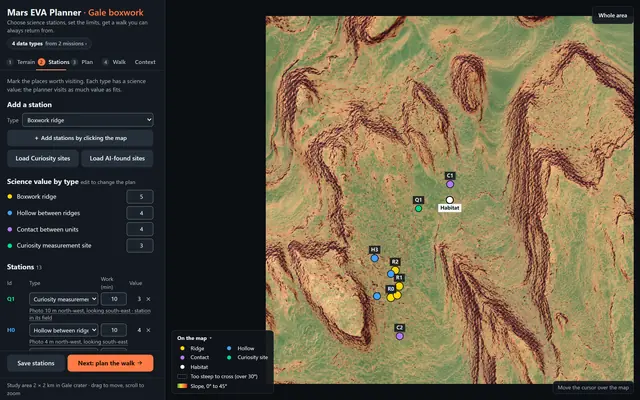 Mars EVA Planner · Gale boxwork
Choose science stations, set the limits, get a walk you can
always return from.
4 data types from 2 missions ›
1 Terrain 2 Stations 3 Plan 4 Walk Context
Mark the places worth visiting. Each type has a science
value; the planner visits as much value as fits.
Add a station
Type Boxwork ridge
+ Add stations by clicking the map
Load Curiosity sites Load AI-found sites
Science value by type edit to change the plan
Boxwork ridge 5
Hollow between ridges 4
Contact between units 4
Curiosity measurement site 3
Stations 13
Id Type Work (min) Value
Q1 Curiosity measureme 10 3 ×
Photo 10 m north-west, looking south-east · station
in its field
H0 Hollow between ridge 10 4 ×
Photo 4 m north-west, looking south-east
Save stations Next: plan the walk →
Study area 2 × 2 km in Gale crater · drag to move, scroll to
zoom
Whole area
C1
Q1
Habitat
H3
R2
R1
R0
C2
On the map
Ridge Hollow
Contact Curiosity site
Habitat
Too steep to cross (over 30°)
Slope, 0° to 45°
Move the cursor over the map